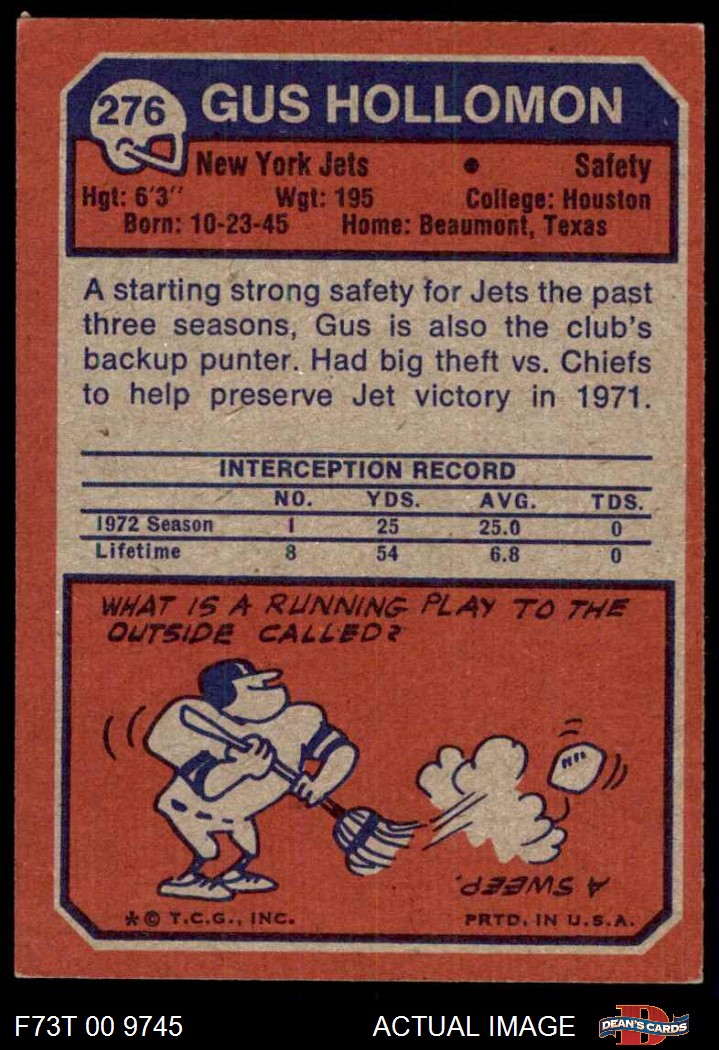 276
GUS HOLLOMON
New York Jets • Safety
Hgt: 6'3" Wgt: 195 College: Houston
Born: 10-23-45 Home: Beaumont, Texas
A starting strong safety for Jets the past
three seasons, Gus is also the club's
backup punter. Had big theft vs. Chiefs
to help preserve Jet victory in 1971.
INTERCEPTION RECORD
NO. YDS. AVG. TDS.
1972 Season 1 25 25.0 0
Lifetime 8 54 6.8 0
WHAT IS A RUNNING PLAY TO THE
OUTSIDE CALLED?
NFL
A SWEEP.
* © T.C.G., INC. PRTD. IN U.S.A.
F73T 00 9745 ACTUAL IMAGE
D
DEAN'S CARDS